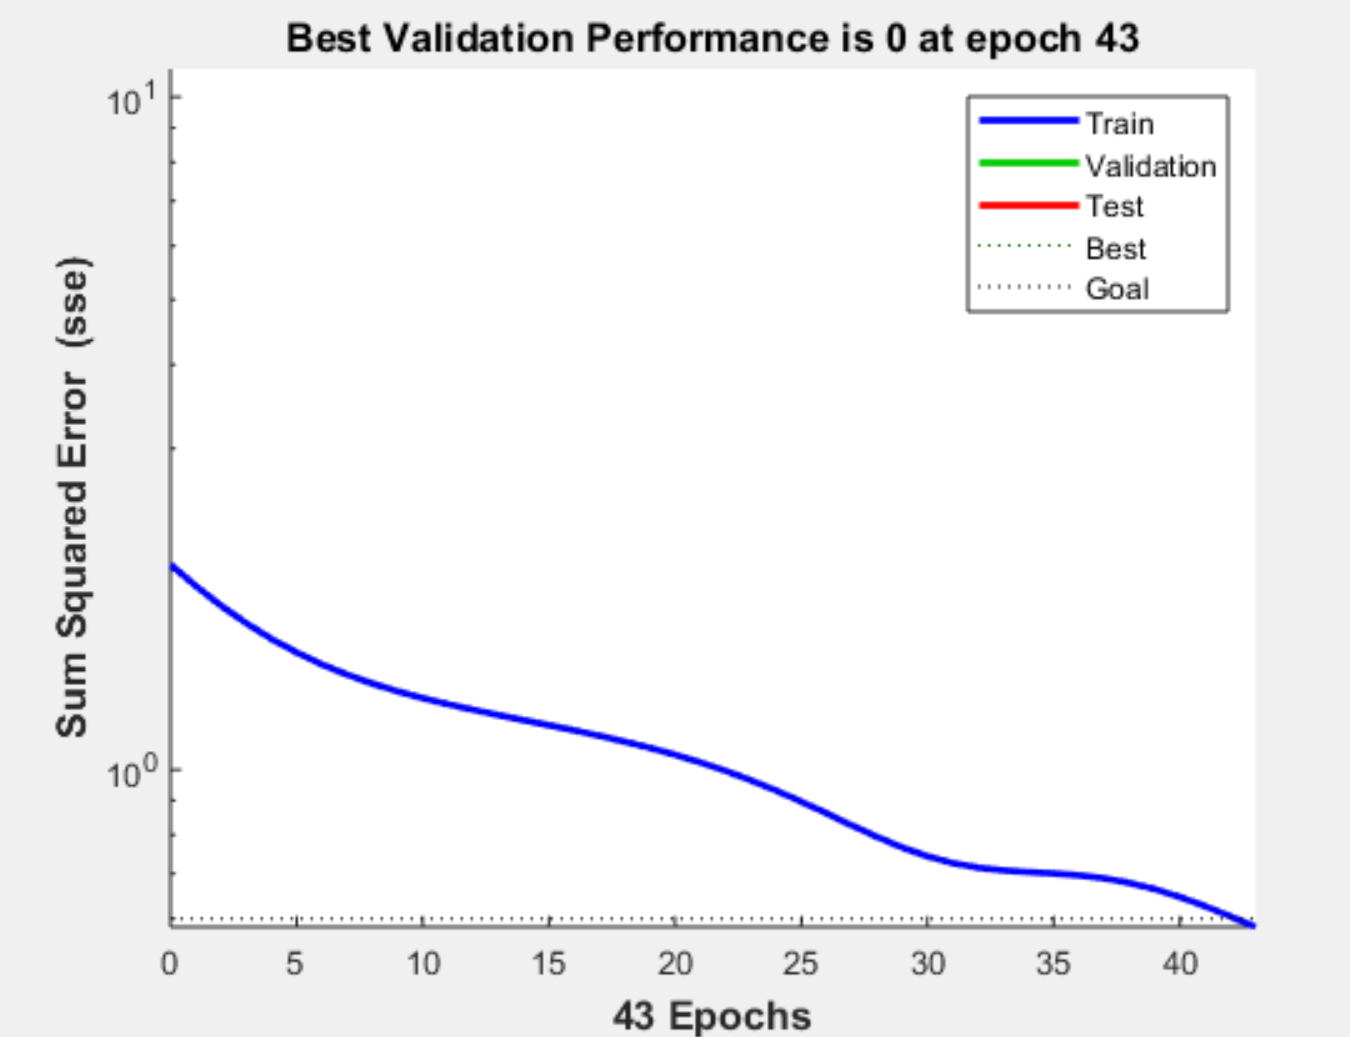 Best Validation Performance is 0 at epoch 43
10^1
Train
Validation
Test
Best
Goal
Sum Squared Error (sse)
10^0
0 5 10 15 20 25 30 35 40
43 Epochs